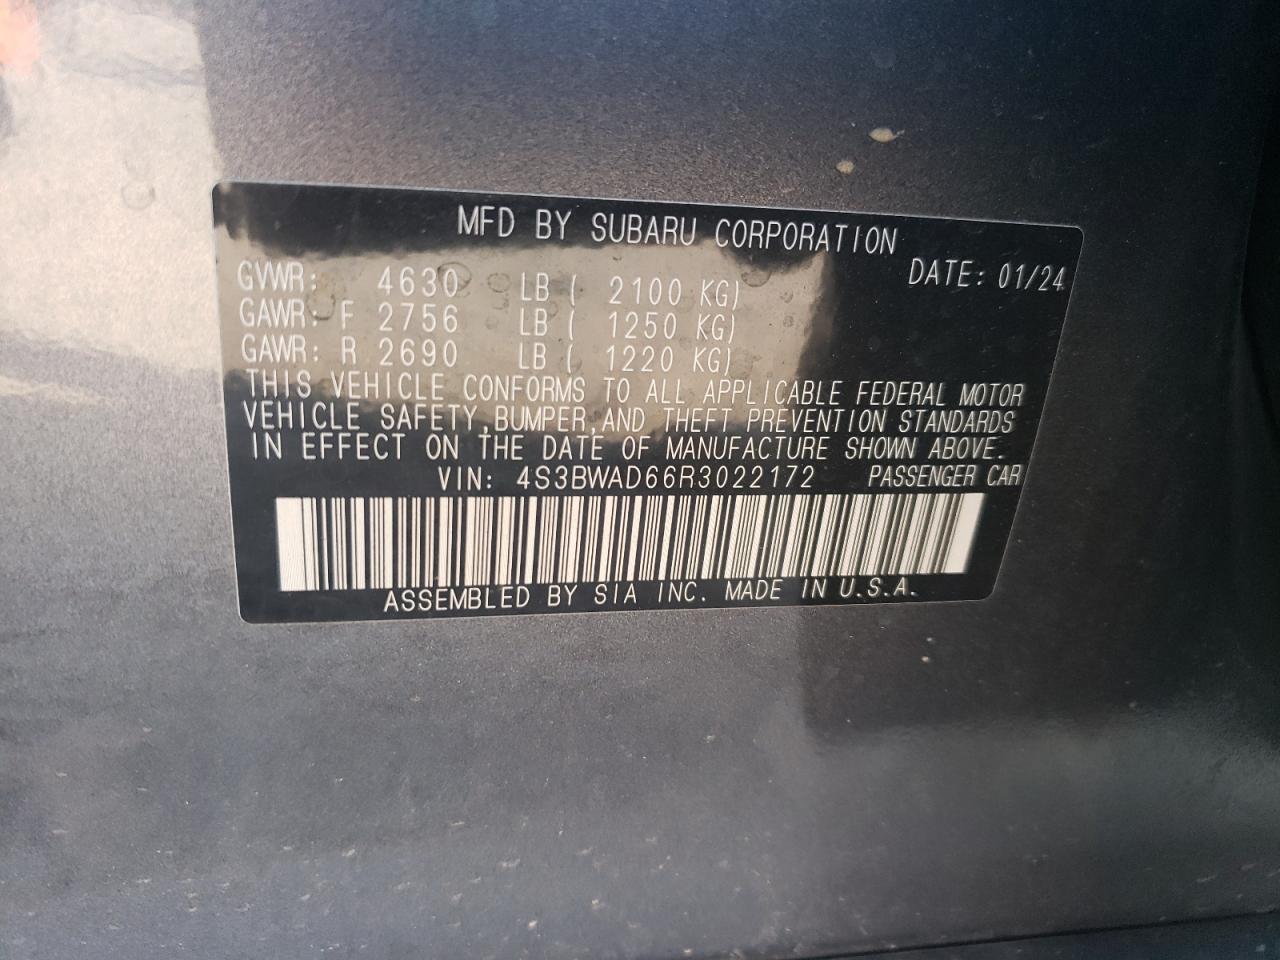 MFD BY SUBARU CORPORATION
DATE: 01/24
GVWR: 4630 LB ( 2100 KG)
GAWR: F 2756 LB ( 1250 KG)
GAWR: R 2690 LB ( 1220 KG)
THIS VEHICLE CONFORMS TO ALL APPLICABLE FEDERAL MOTOR
VEHICLE SAFETY,BUMPER,AND THEFT PREVENTION STANDARDS
IN EFFECT ON THE DATE OF MANUFACTURE SHOWN ABOVE.
VIN: 4S3BWAD66R3022172 PASSENGER CAR
ASSEMBLED BY SIA INC. MADE IN U.S.A.